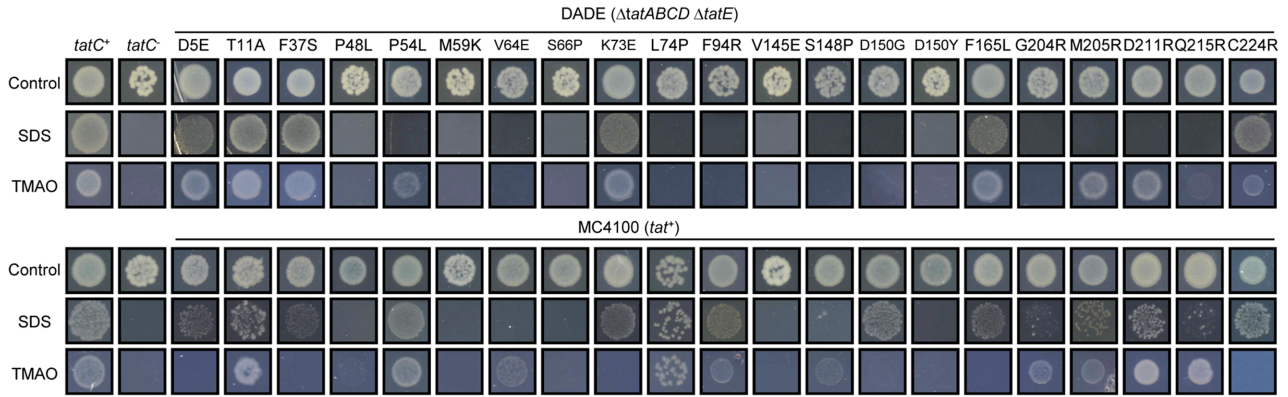 DADE (ΔtatABCD ΔtatE)
tatC⁺ tatC⁻ D5E T11A F37S P48L P54L M59K V64E S66P K73E L74P F94R V145E S148P D150G D150Y F165L G204R M205R D211R Q215R C224R
Control
SDS
TMAO
MC4100 (tat⁺)
Control
SDS
TMAO